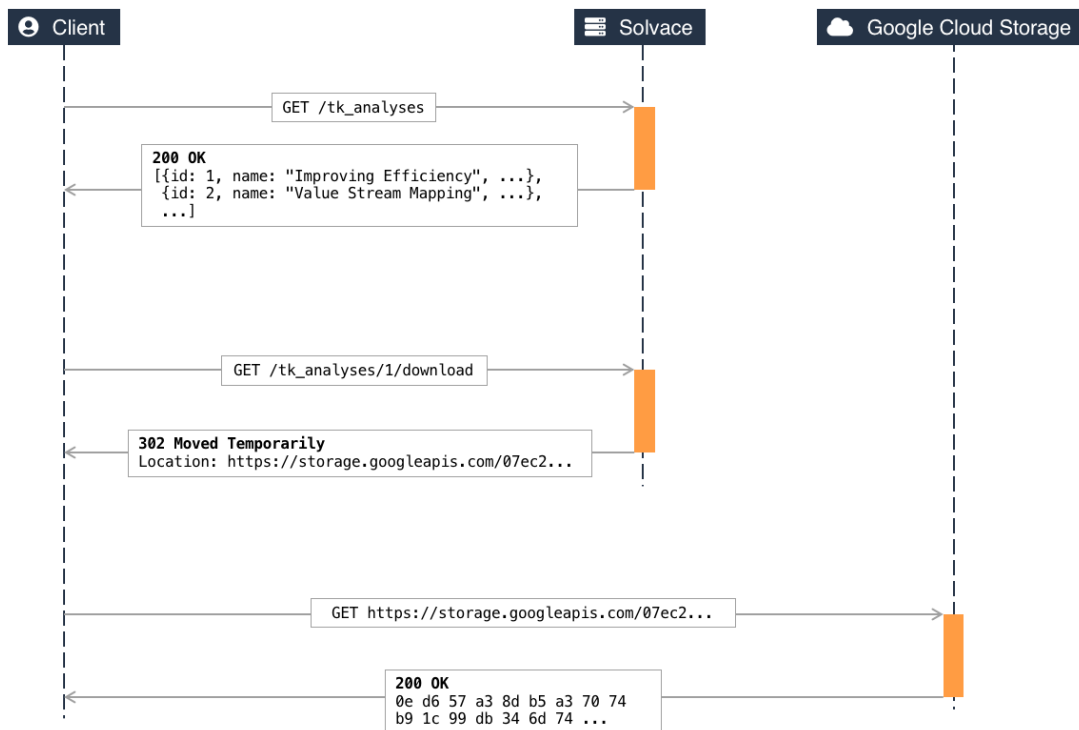 Client
Solvace
Google Cloud Storage
GET /tk_analyses
200 OK
[{id: 1, name: "Improving Efficiency", ...},
{id: 2, name: "Value Stream Mapping", ...},
...]
GET /tk_analyses/1/download
302 Moved Temporarily
Location: https://storage.googleapis.com/07ec2...
GET https://storage.googleapis.com/07ec2...
200 OK
0e d6 57 a3 8d b5 a3 70 74
b9 1c 99 db 34 6d 74 ...